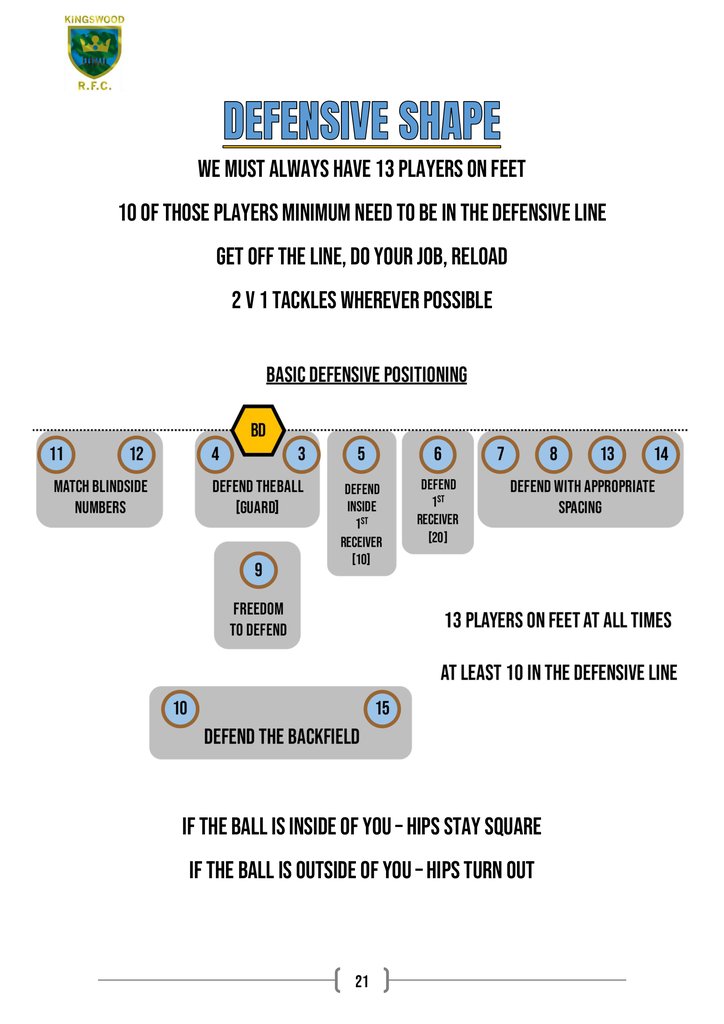 KINGSWOOD
R.F.C.
DEFENSIVE SHAPE
WE MUST ALWAYS HAVE 13 PLAYERS ON FEET
10 OF THOSE PLAYERS MINIMUM NEED TO BE IN THE DEFENSIVE LINE
GET OFF THE LINE, DO YOUR JOB, RELOAD
2 V 1 TACKLES WHEREVER POSSIBLE
BASIC DEFENSIVE POSITIONING
BD
11 12 4 3 5 6 7 8 13 14
MATCH BLINDSIDE
NUMBERS
DEFEND THE BALL
[GUARD]
DEFEND
INSIDE
1ST
RECEIVER
[10]
DEFEND
1ST
RECEIVER
[20]
DEFEND WITH APPROPRIATE
SPACING
9
FREEDOM
TO DEFEND
13 PLAYERS ON FEET AT ALL TIMES
AT LEAST 10 IN THE DEFENSIVE LINE
10 15
DEFEND THE BACKFIELD
IF THE BALL IS INSIDE OF YOU – HIPS STAY SQUARE
IF THE BALL IS OUTSIDE OF YOU – HIPS TURN OUT
21